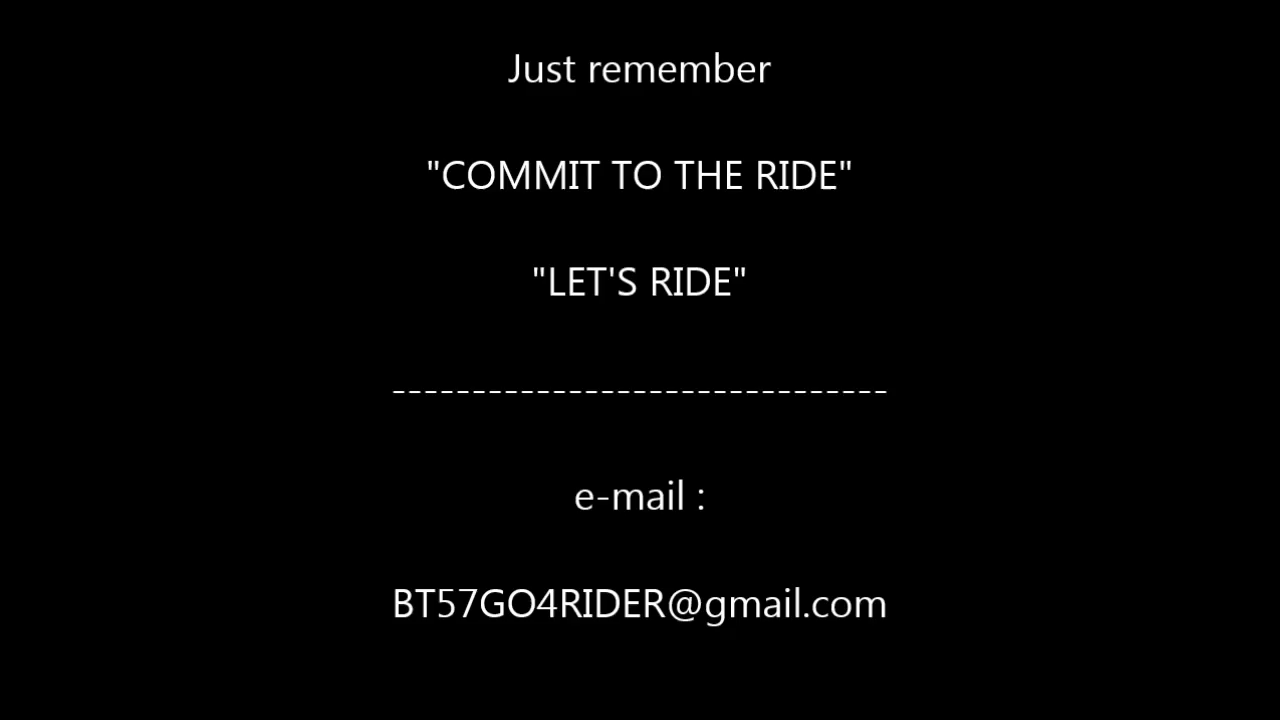 Just remember
"COMMIT TO THE RIDE"
"LET'S RIDE"
-------------------------------
e-mail :
BT57GO4RIDER@gmail.com